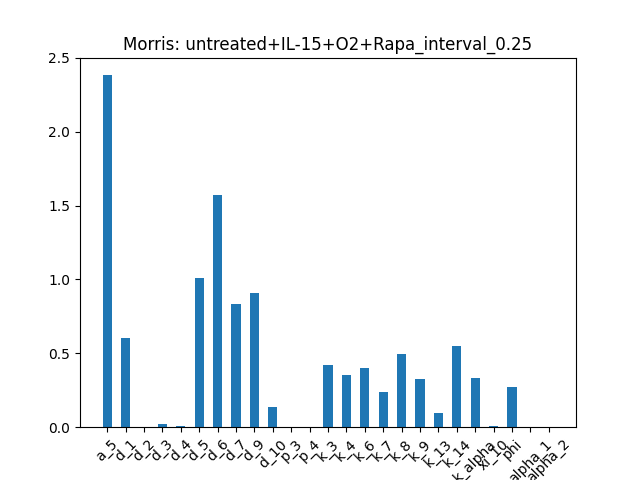 Morris: untreated+IL-15+O2+Rapa_interval_0.25
2.5
2.0
1.5
1.0
0.5
0.0
a_5
d_1
d_2
d_3
d_4
d_5
d_6
d_7
d_9
d_10
p_3
p_4
k_3
k_4
k_6
k_7
k_8
k_9
k_13
k_14
k_alpha
xi_10
phi
alpha_1
alpha_2